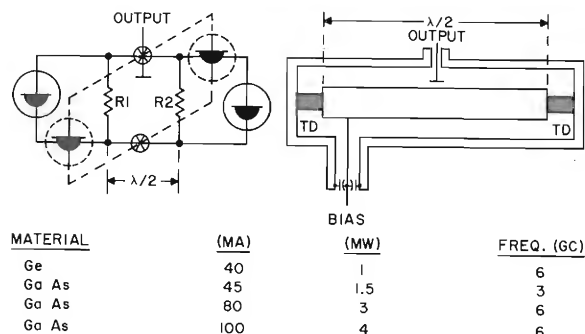 OUTPUT
R1
R2
λ/2
λ/2
OUTPUT
TD
TD
BIAS
MATERIAL (MA) (MW) FREQ. (GC)
Ge 40 1 6
Ga As 45 1.5 3
Ga As 80 3 6
Ga As 100 4 6